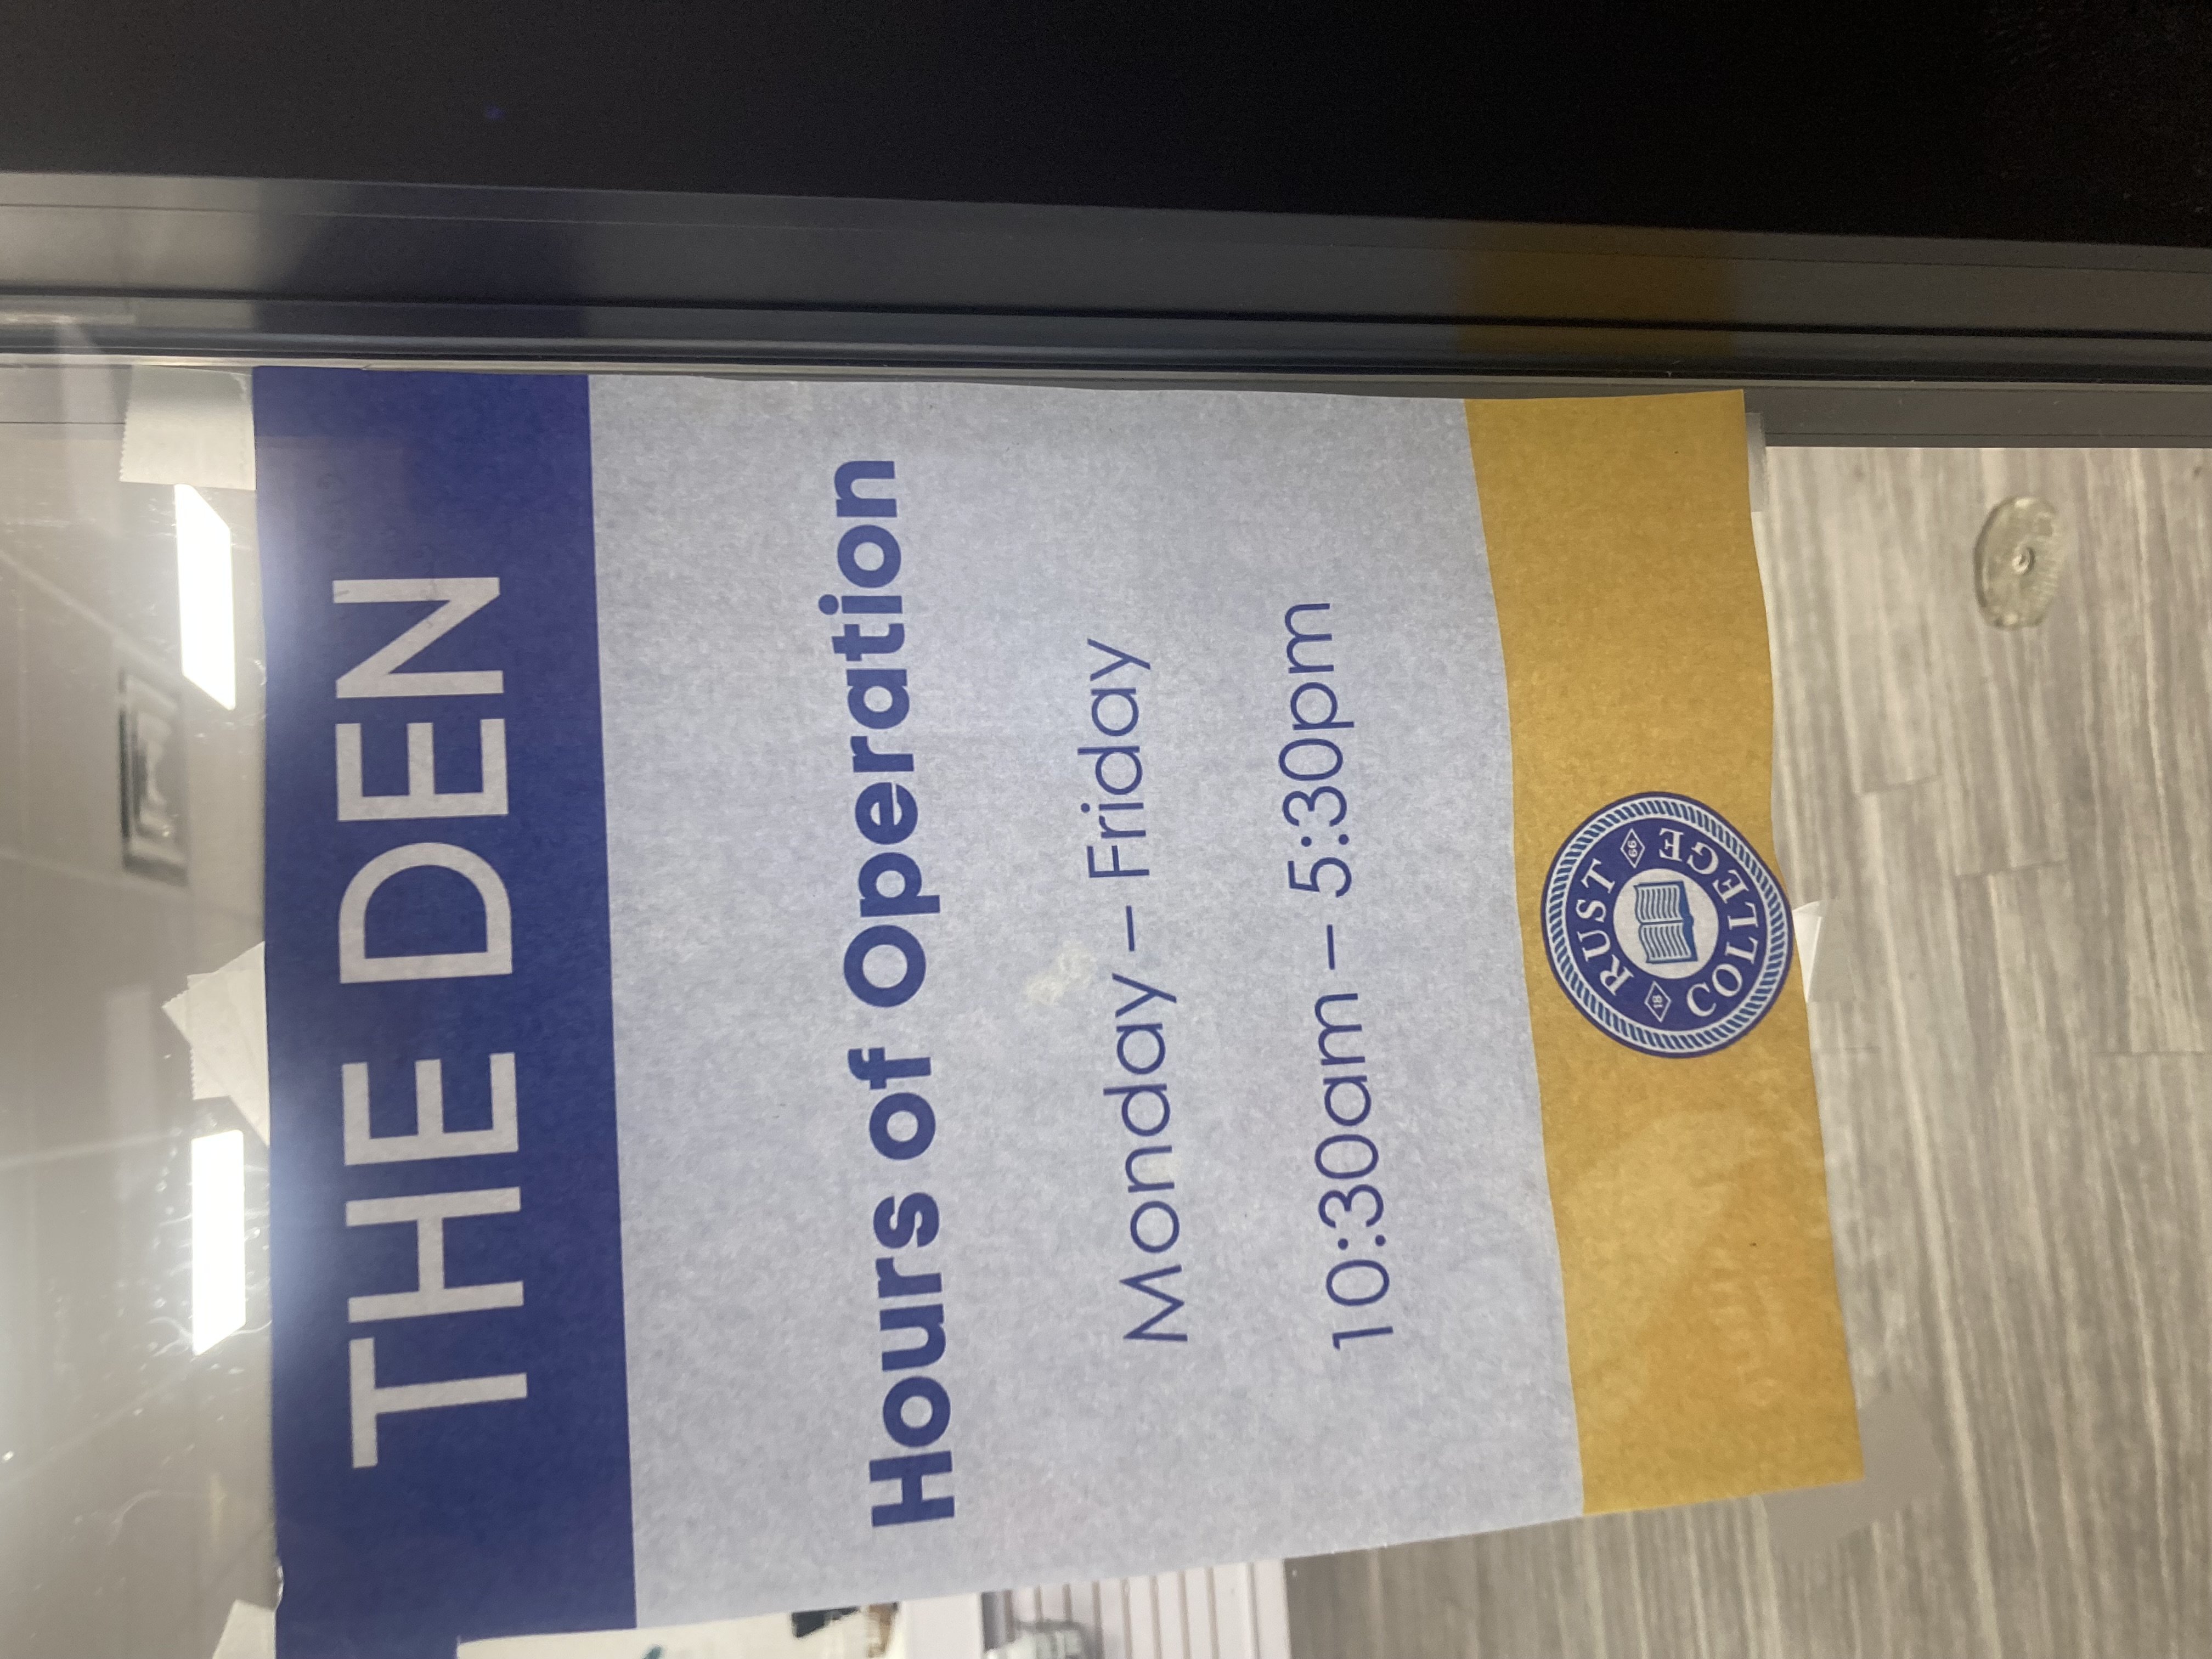 THE DEN
Hours of Operation
Monday – Friday
10:30am – 5:30pm
RUST
18 66
COLLEGE